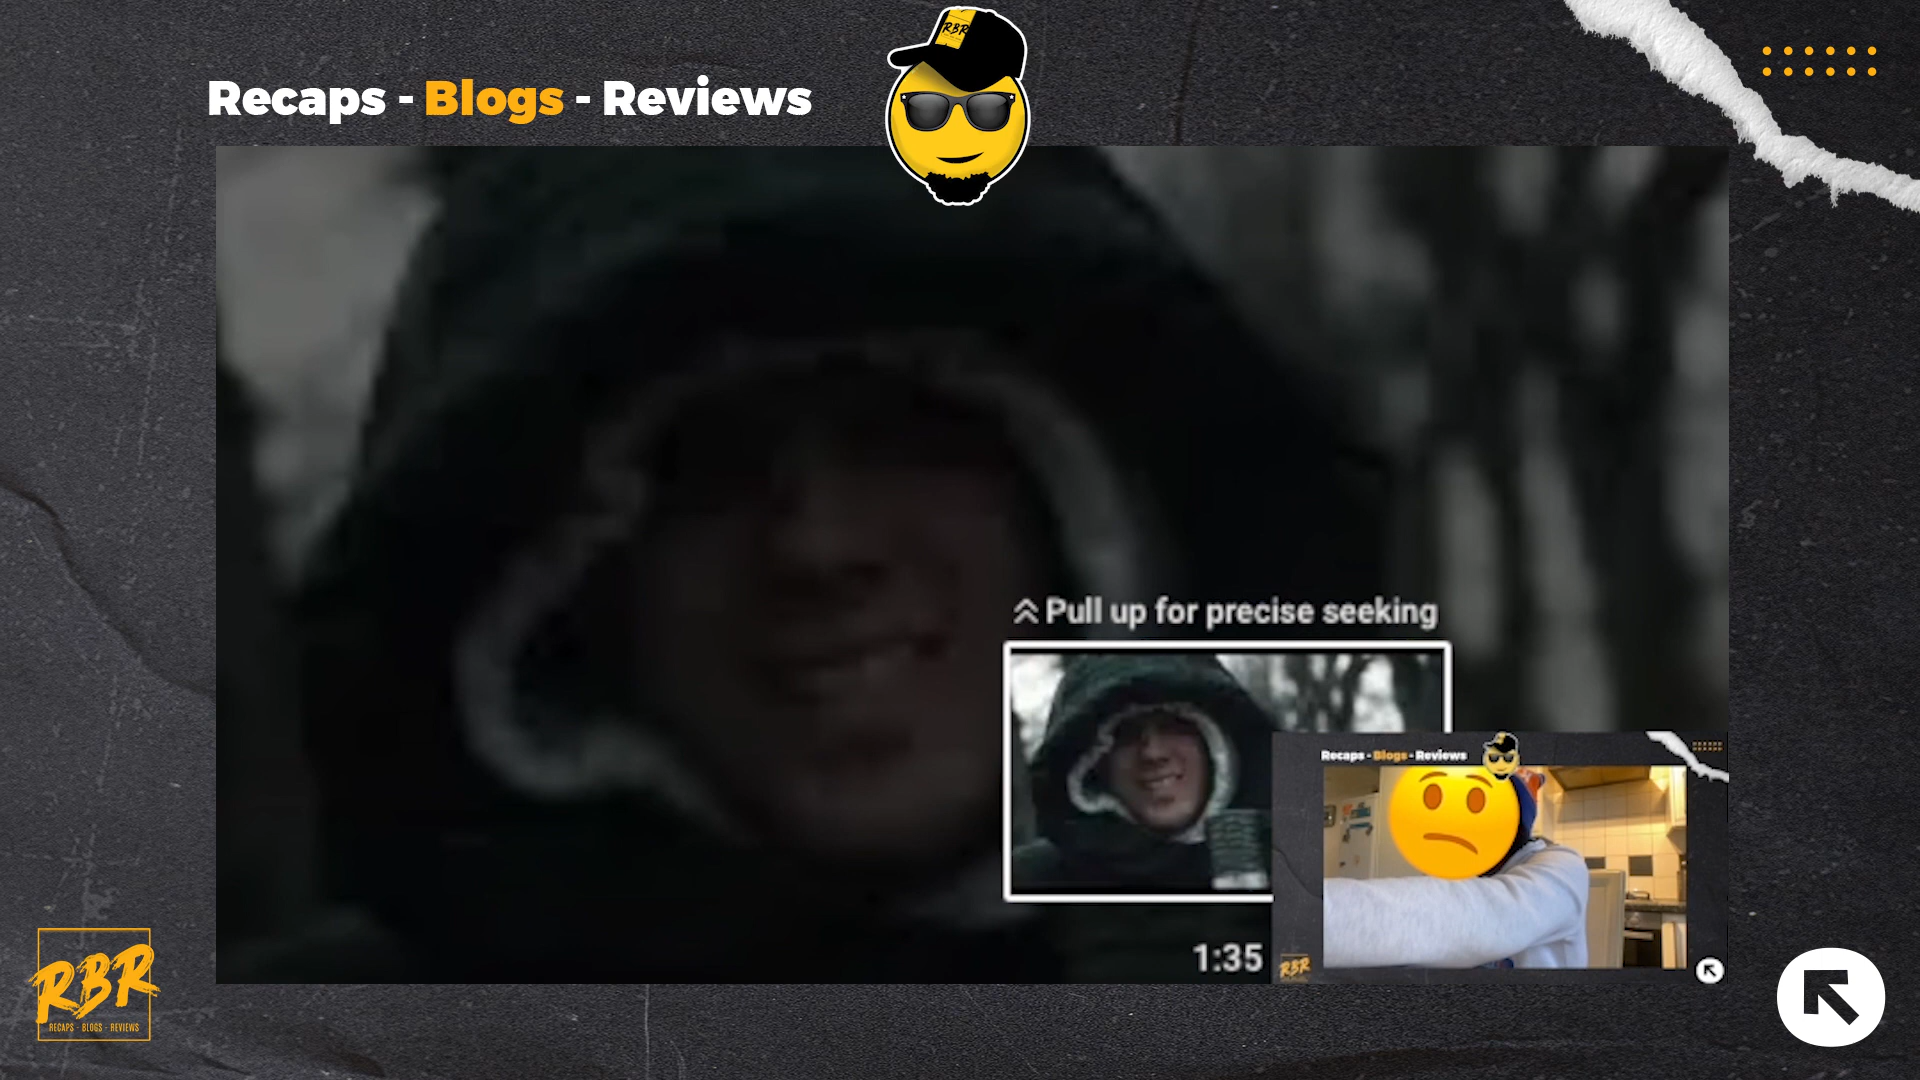 RBR
Recaps - Blogs - Reviews
Pull up for precise seeking
Recaps - Blogs - Reviews
1:35
RBR
RBR
RECAPS - BLOGS - REVIEWS